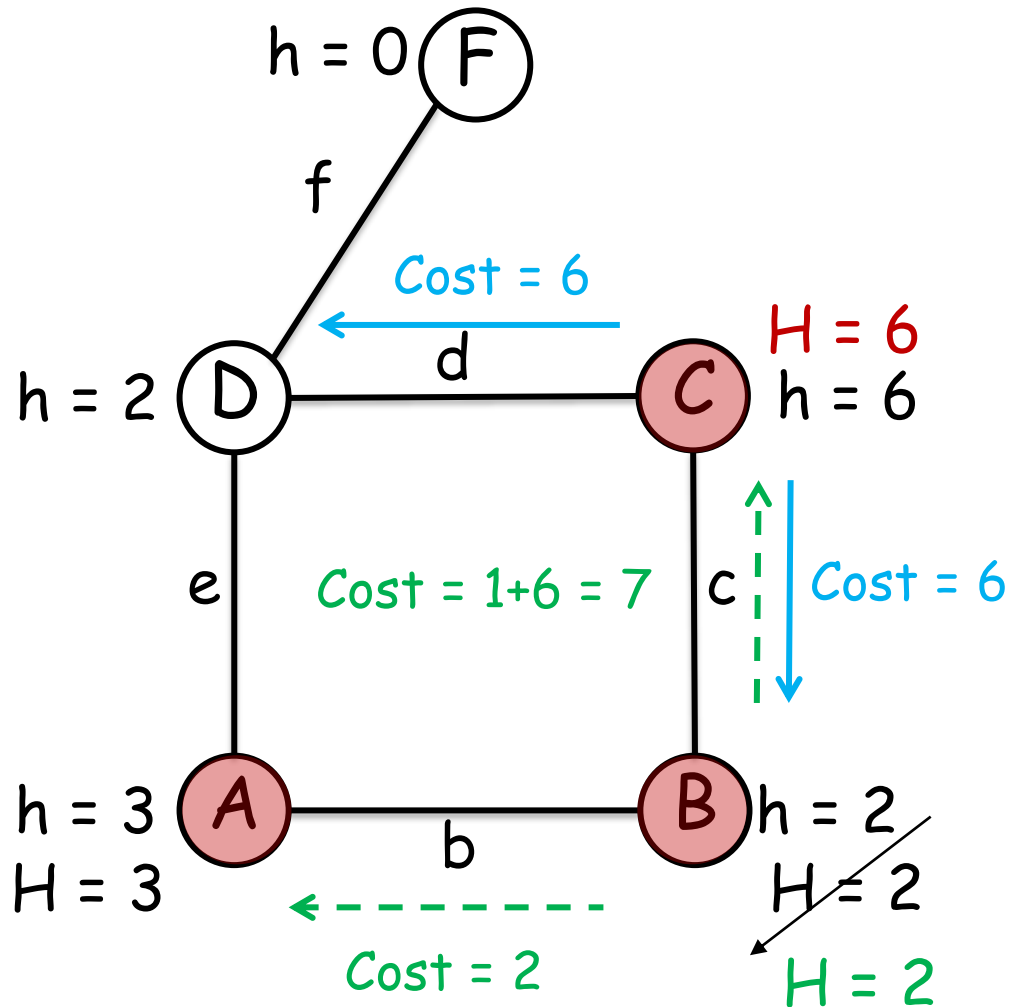 h = 0
F
f
Cost = 6
H = 6
d
h = 2
D
C
h = 6
e
Cost = 1+6 = 7
c
Cost = 6
h = 3
A
B
h = 2
b
H = 3
H = 2
Cost = 2
H = 2